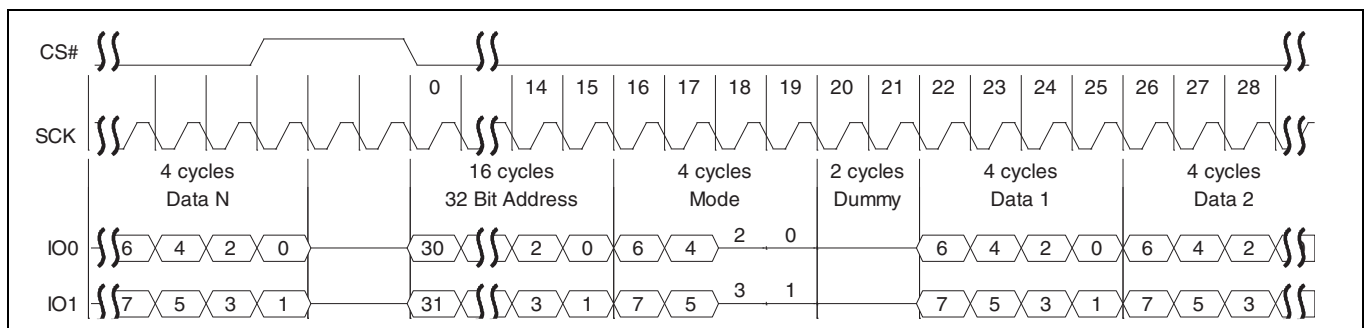 CS#
0 14 15 16 17 18 19 20 21 22 23 24 25 26 27 28
SCK
4 cycles 16 cycles 4 cycles 2 cycles 4 cycles 4 cycles
Data N 32 Bit Address Mode Dummy Data 1 Data 2
IO0 6 4 2 0 30 2 0 6 4 2 0 6 4 2 0 6 4 2
IO1 7 5 3 1 31 3 1 7 5 3 1 7 5 3 1 7 5 3